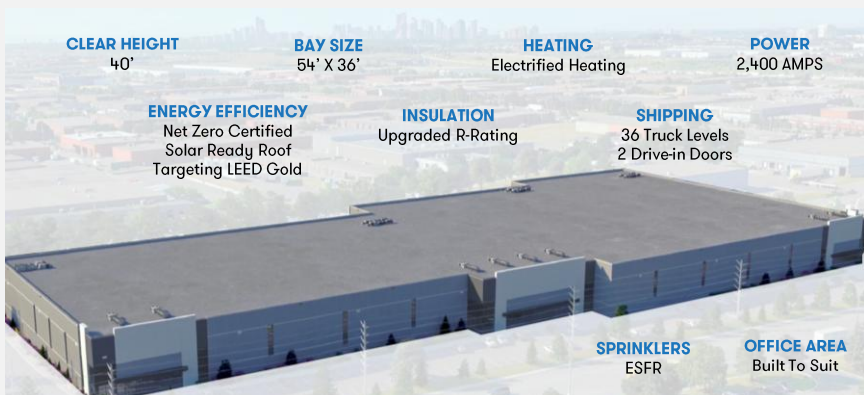 CLEAR HEIGHT
40'
BAY SIZE
54' X 36'
HEATING
Electrified Heating
POWER
2,400 AMPS
ENERGY EFFICIENCY
Net Zero Certified
Solar Ready Roof
Targeting LEED Gold
INSULATION
Upgraded R-Rating
SHIPPING
36 Truck Levels
2 Drive-in Doors
SPRINKLERS
ESFR
OFFICE AREA
Built To Suit